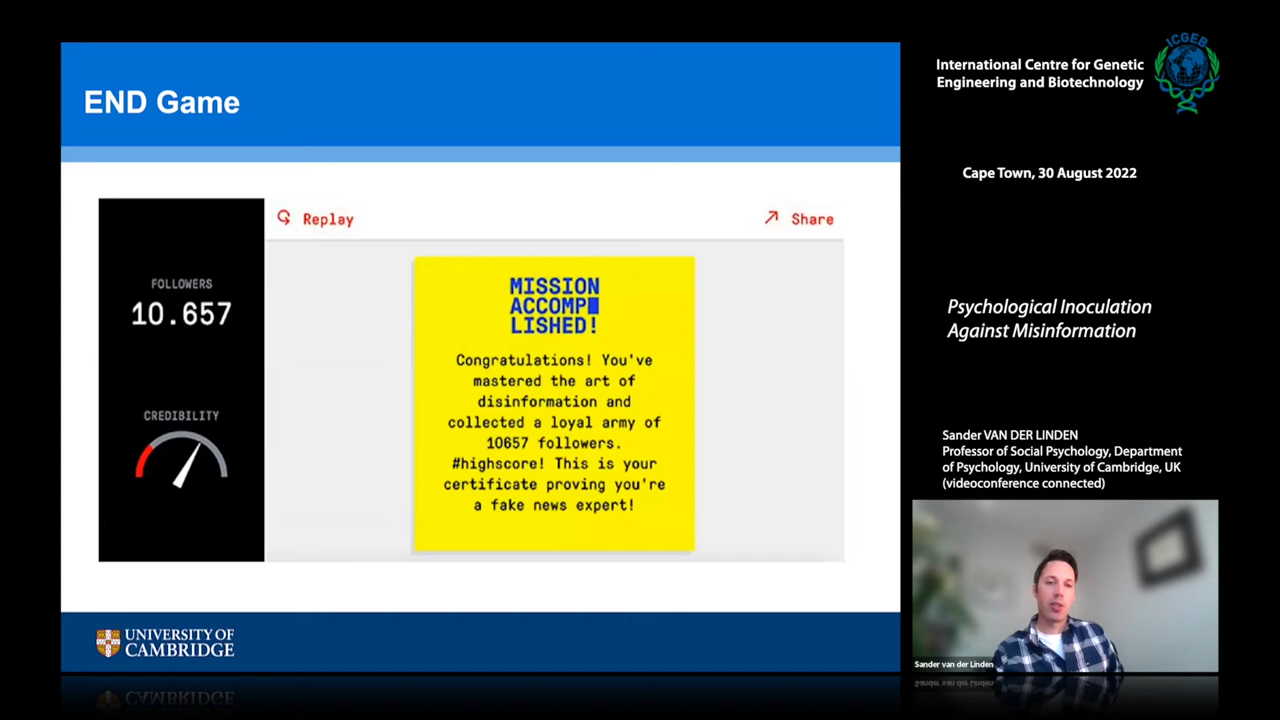 END Game
Replay
Share
FOLLOWERS
10.657
CREDIBILITY
MISSION
ACCOMP
LISHED!
Congratulations! You've
mastered the art of
disinformation and
collected a loyal army of
10657 followers.
#highscore! This is your
certificate proving you're
a fake news expert!
UNIVERSITY OF
CAMBRIDGE
International Centre for Genetic
Engineering and Biotechnology
ICGEB
Cape Town, 30 August 2022
Psychological Inoculation
Against Misinformation
Sander VAN DER LINDEN
Professor of Social Psychology, Department
of Psychology, University of Cambridge, UK
(videoconference connected)
Sander van der Linden